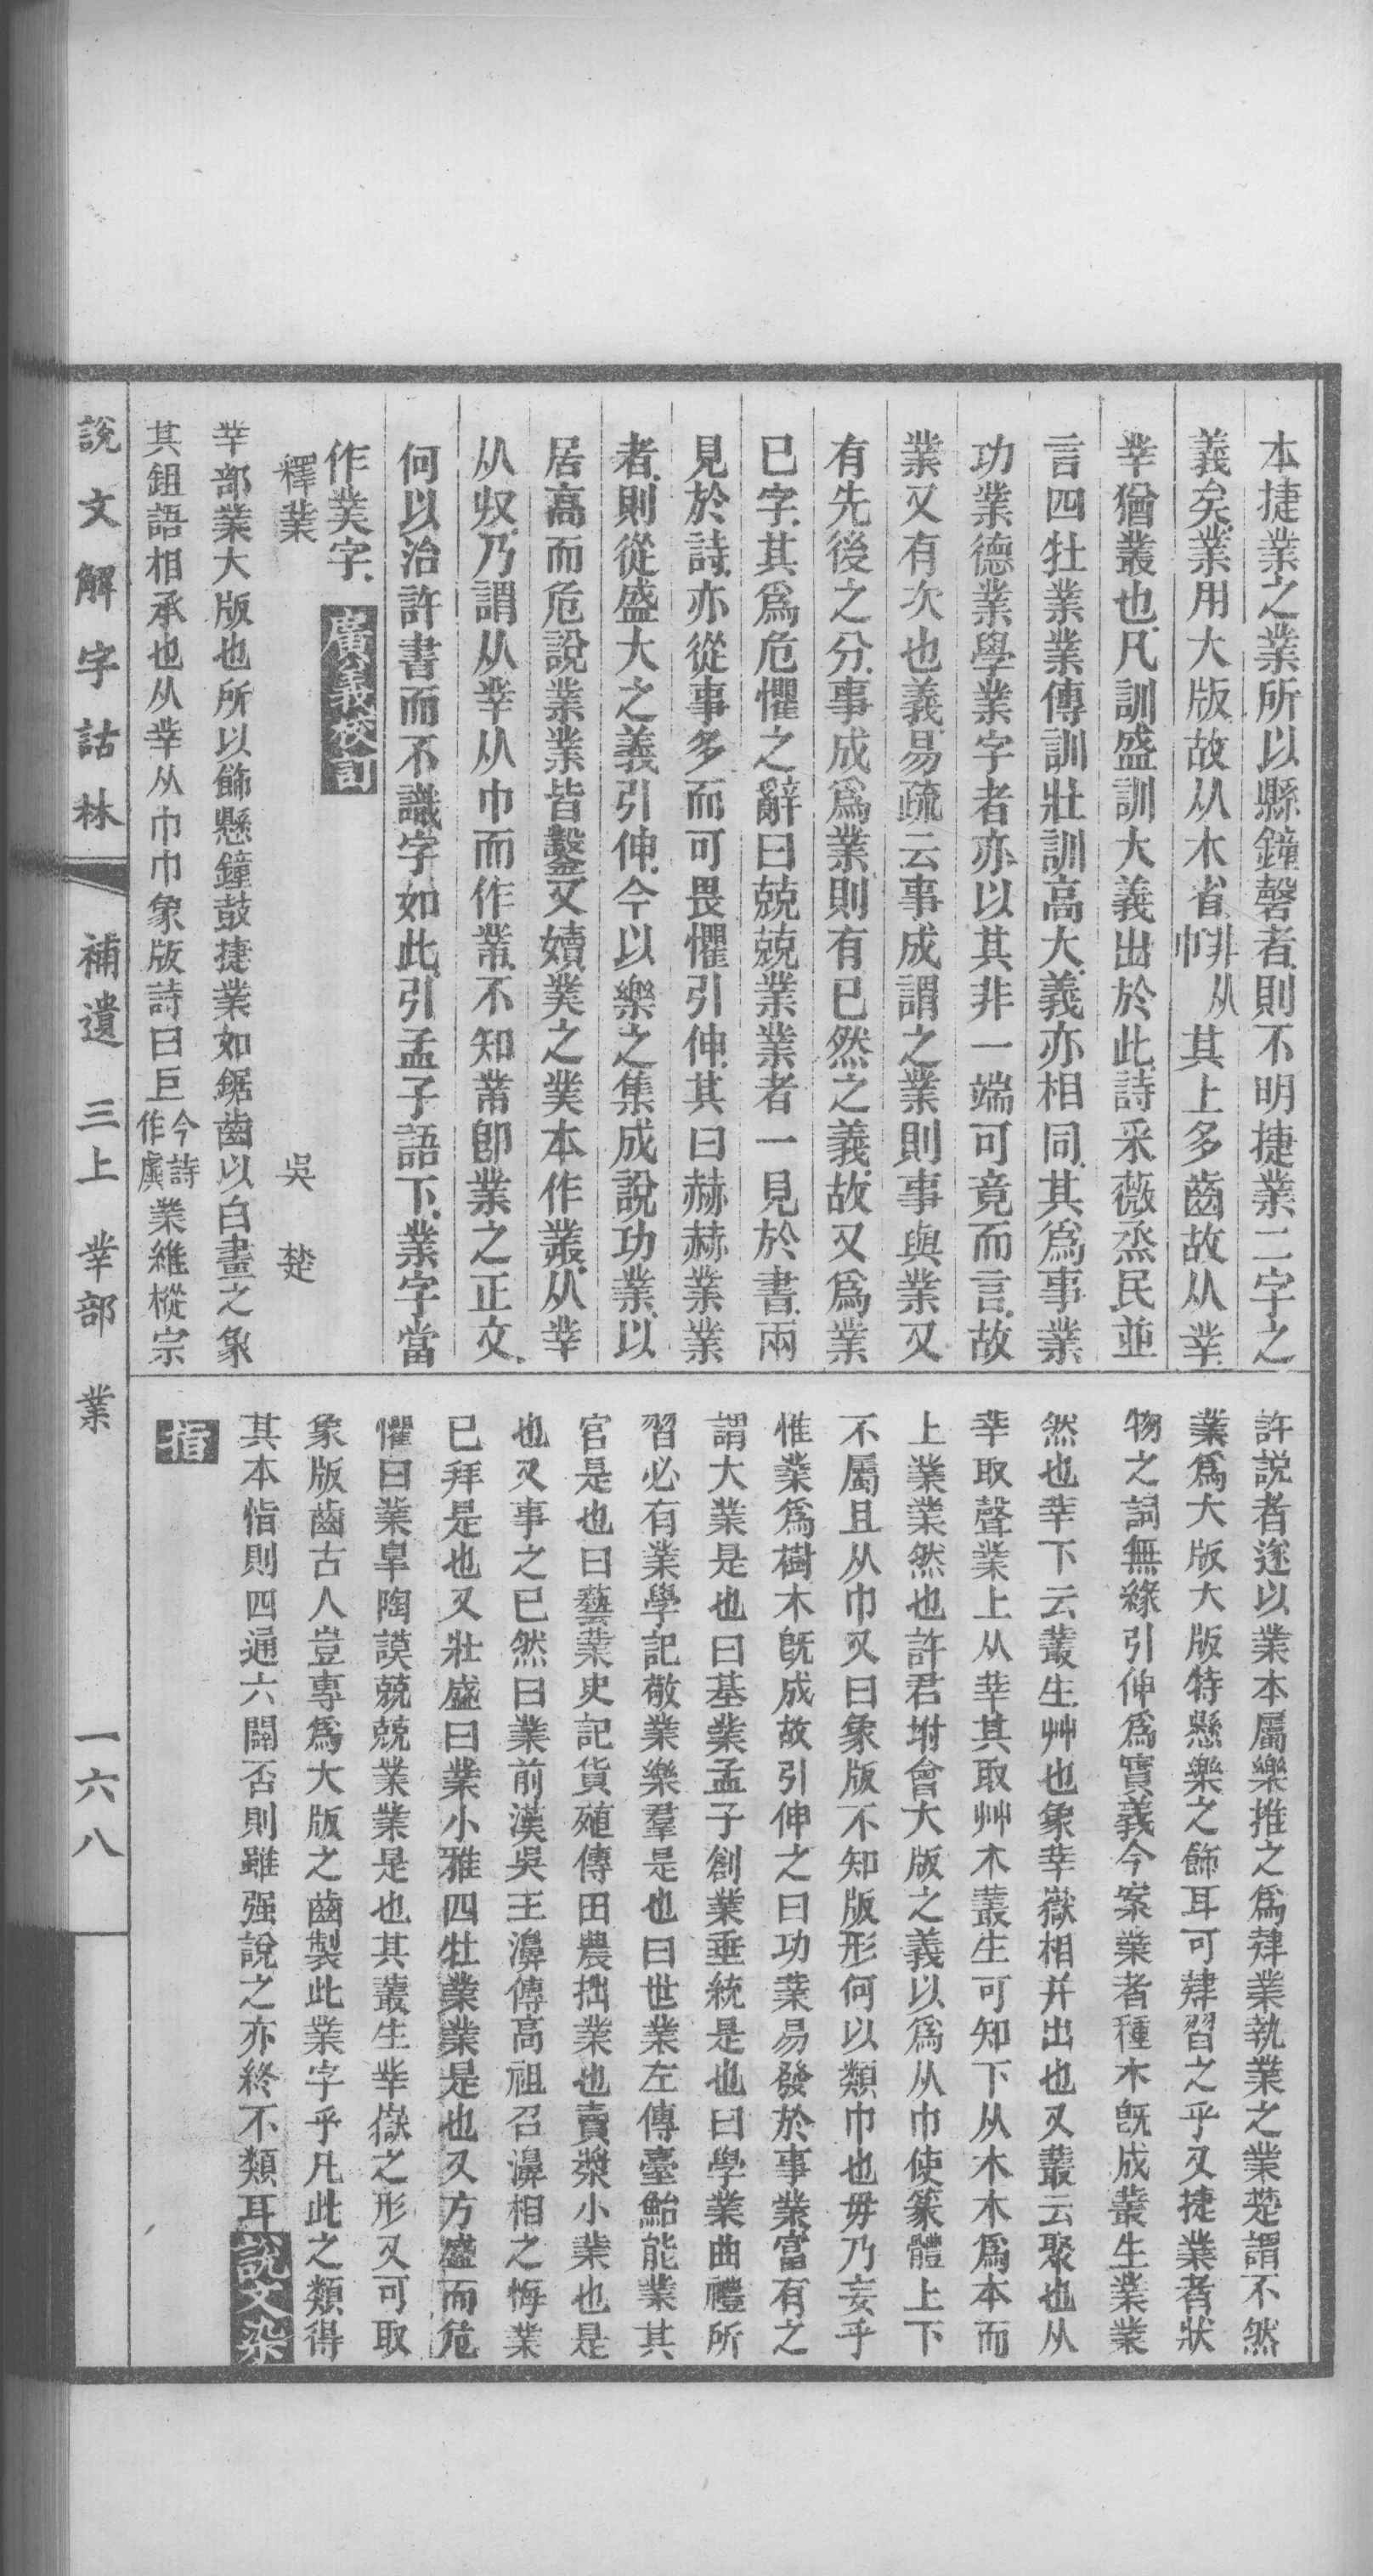 本捷業之業所以縣鐘磬者則不明捷業二字之
義矣業用大版故从木省非从巾其上多齒故从丵
丵猶叢也凡訓盛訓大義出於此詩釆薇烝民並
言四牡業業傳訓壯訓高大義亦相同其爲事業
功業德業學業字者亦以其非一端可竟而言故
業又有次也義易疏云事成謂之業則事與業又
有先後之分事成爲業則有已然之義故又爲業
已字其爲危懼之辭曰兢兢業業者一見於書兩
見於詩亦從事多而可畏懼引伸其曰赫赫業業
者則從盛大之義引伸今以樂之集成說功業以
居高而危說業業皆鑿又嬻菐之菐本作叢从丵
从収乃謂从丵从巾而作黹不知黹卽業之正文
何以治許書而不識字如此引孟子語下業字當
作菐字 廣義校訂
釋業 吳楚
丵部業大版也所以飾懸鐘鼓捷業如鋸齒以白畫之象
其鉏語相承也从丵从巾巾象版詩曰巨今詩作虡業維樅宗
許説者遂以業本屬樂推之爲肄業執業之業楚謂不然
業爲大版大版特懸樂之飾耳可肄習之乎又捷業者狀
物之詞無緣引伸爲實義今案業者種木旣成叢生業業
然也丵下云叢生艸也象丵嶽相并出也又叢云聚也从
丵取聲業上从丵其取艸木叢生可知下从木木爲本而
上業業然也許君坿會大版之義以爲从巾使篆體上下
不屬且从巾又曰象版不知版形何以類巾也毋乃妄乎
惟業爲樹木旣成故引伸之曰功業易發於事業富有之
謂大業是也曰基業孟子創業垂統是也曰學業曲禮所
習必有業學記敬業樂羣是也曰世業左傳臺鮐能業其
官是也曰藝業史記貨殖傳田農拙業也賣漿小業也是
也又事之已然曰業前漢吳王濞傳高祖召濞相之悔業
已拜是也又壯盛曰業小雅四牡業業是也又方盛而危
懼曰業臯陶謨兢兢業業是也其叢生丵嶽之形又可取
象版齒古人豈專爲大版之齒製此業字乎凡此之類得
其本恉則四通六闢否則雖强說之亦終不類耳 說文染
指
說文解字詁林 補遺 三上 丵部 業 一六八